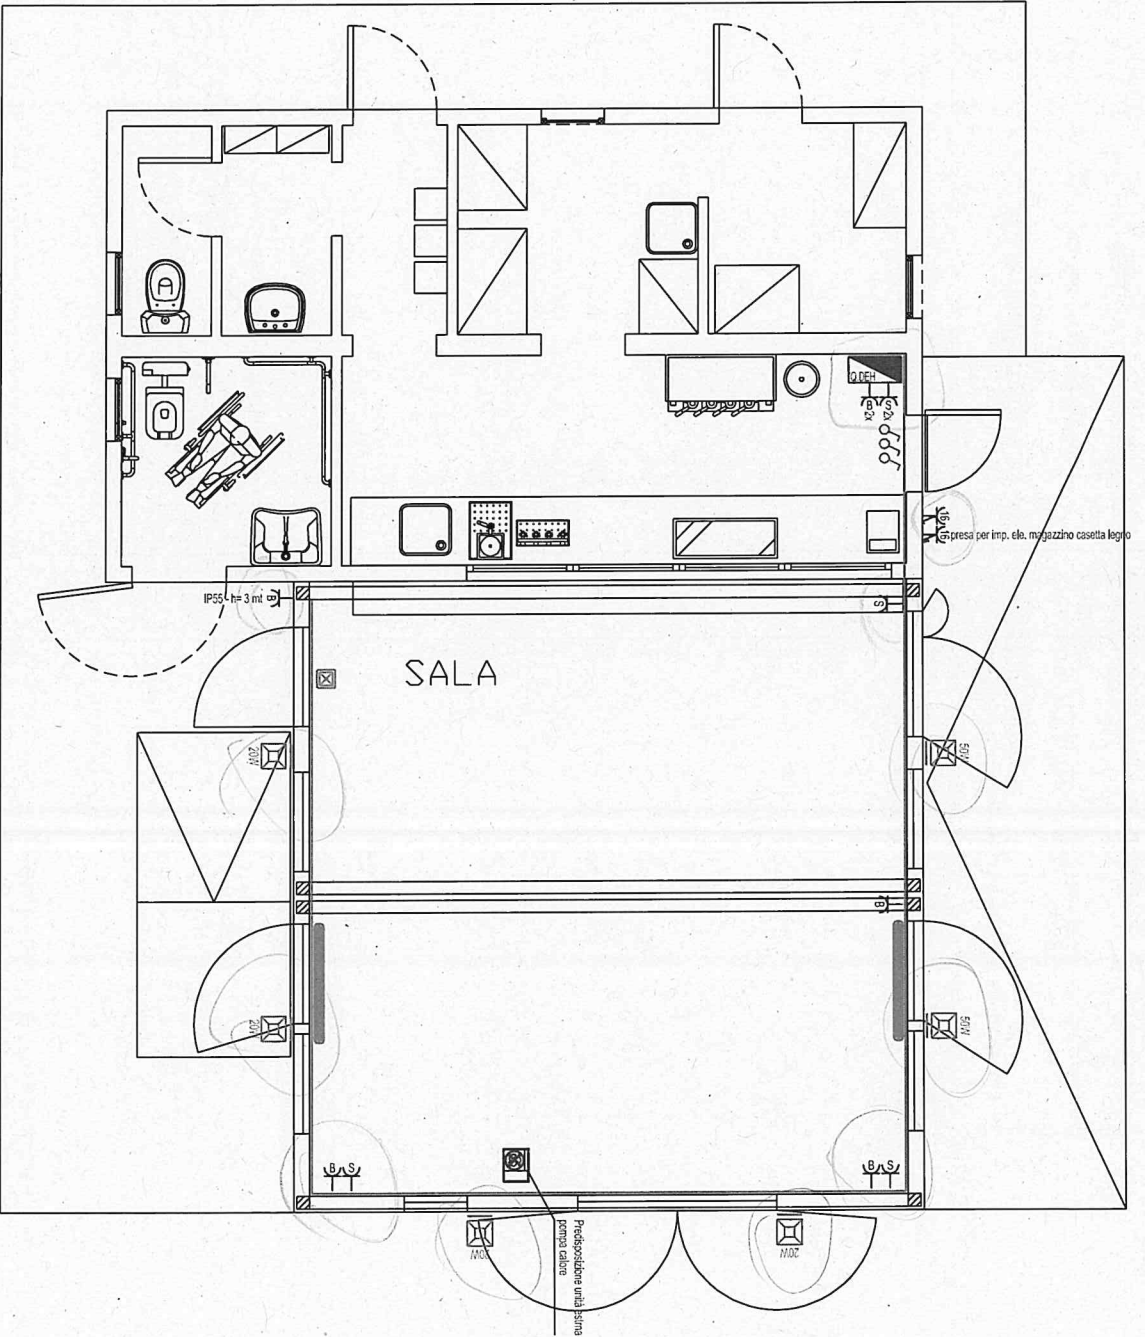 Q.DEH
B 2x
S 2x
16
16
presa per imp. ele. magazzino casetta legno
IP55 - h= 3 mt
B
S
SALA
20W
50W
B
20W
50W
B S
B S
20W
20W
Predisposizione unità estrna
pompa calore